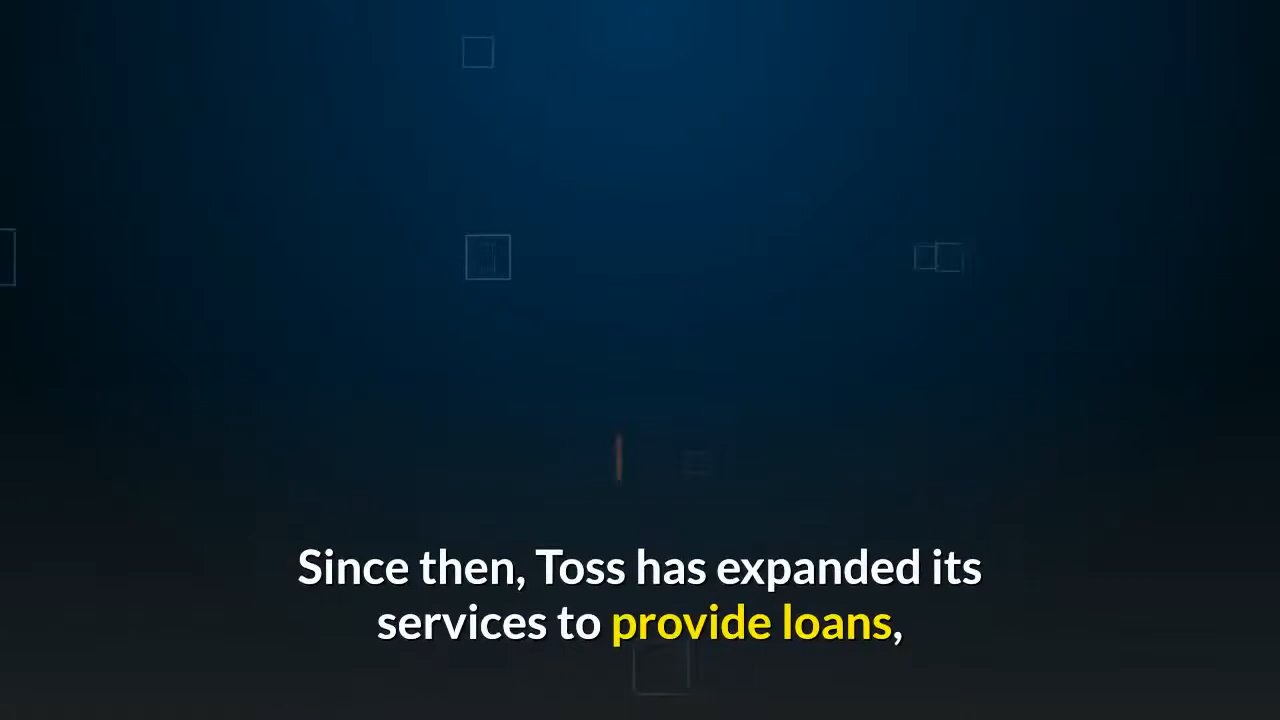 Since then, Toss has expanded its
services to provide loans,